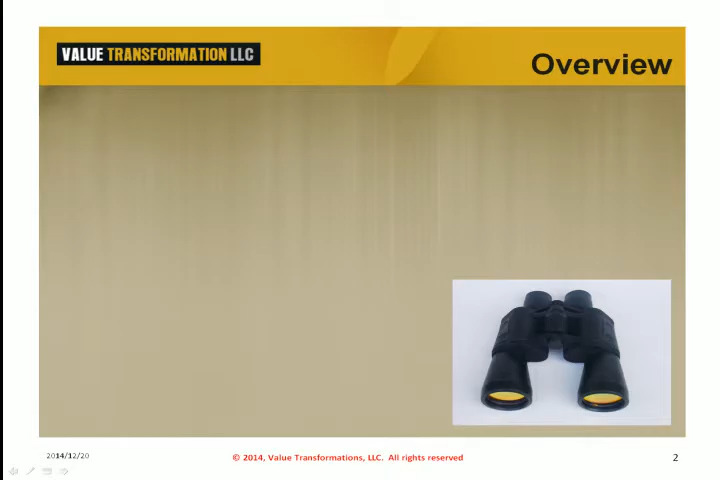 VALUE TRANSFORMATION LLC
Overview
2014/12/20
© 2014, Value Transformations, LLC. All rights reserved
2